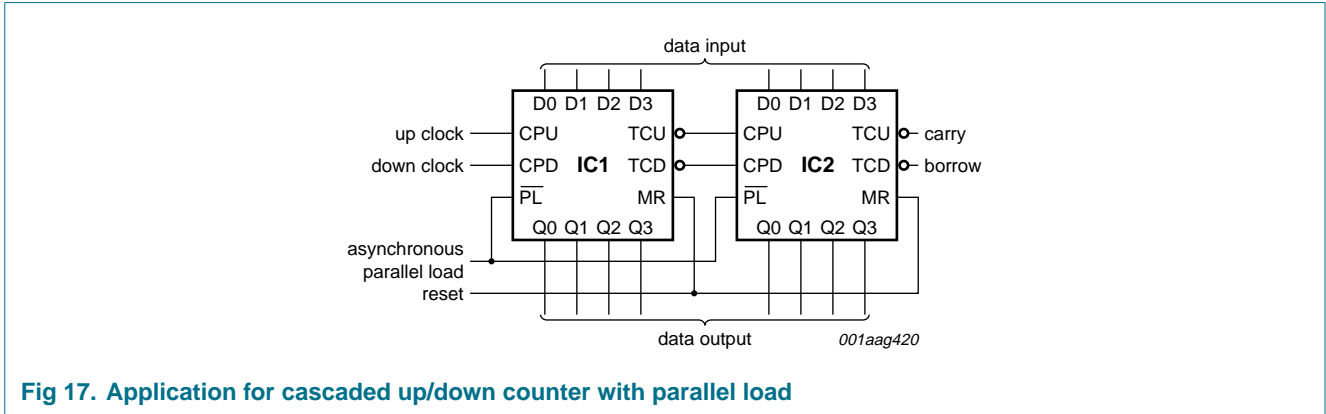 data input
D0 D1 D2 D3 D0 D1 D2 D3
up clock CPU TCU CPU TCU carry
down clock CPD IC1 TCD CPD IC2 TCD borrow
PL MR PL MR
Q0 Q1 Q2 Q3 Q0 Q1 Q2 Q3
asynchronous
parallel load
reset
data output 001aag420
Fig 17. Application for cascaded up/down counter with parallel load